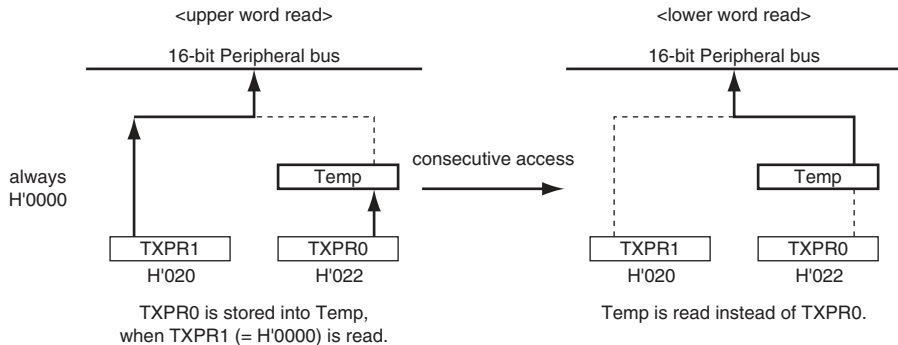 <upper word read>
16-bit Peripheral bus
always
H'0000
Temp
TXPR1
TXPR0
H'020
H'022
TXPR0 is stored into Temp,
when TXPR1 (= H'0000) is read.
consecutive access
<lower word read>
16-bit Peripheral bus
Temp
TXPR1
TXPR0
H'020
H'022
Temp is read instead of TXPR0.